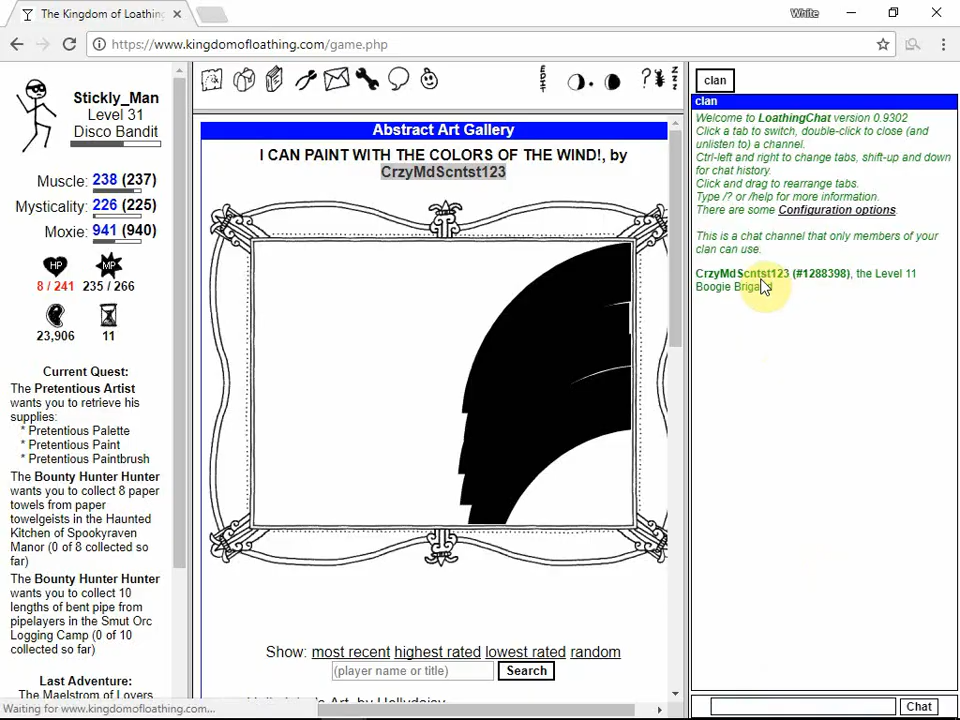 The Kingdom of Loathin
White
https://www.kingdomofloathing.com/game.php
Stickly_Man
Level 31
Disco Bandit
Muscle: 238 (237)
Mysticality: 226 (225)
Moxie: 941 (940)
HP
MP
8 / 241
235 / 266
23,906
11
Current Quest:
The Pretentious Artist
wants you to retrieve his
supplies:
* Pretentious Palette
* Pretentious Paint
* Pretentious Paintbrush
The Bounty Hunter Hunter
wants you to collect 8 paper
towels from paper
towelgeists in the Haunted
Kitchen of Spookyraven
Manor (0 of 8 collected so
far)
The Bounty Hunter Hunter
wants you to collect 10
lengths of bent pipe from
pipelayers in the Smut Orc
Logging Camp (0 of 10
collected so far)
Last Adventure:
The Maelstrom of Lovers
Waiting for www.kingdomofloathing.com...
Abstract Art Gallery
I CAN PAINT WITH THE COLORS OF THE WIND!, by
CrzyMdScntst123
Show: most recent highest rated lowest rated random
(player name or title)
Search
clan
clan
Welcome to LoathingChat version 0.9302
Click a tab to switch, double-click to close (and
unlisten to) a channel.
Ctrl-left and right to change tabs, shift-up and down
for chat history.
Click and drag to rearrange tabs.
Type /? or /help for more information.
There are some Configuration options.
This is a chat channel that only members of your
clan can use.
CrzyMdScntst123 (#1288398), the Level 11
Boogie Brigand
Chat